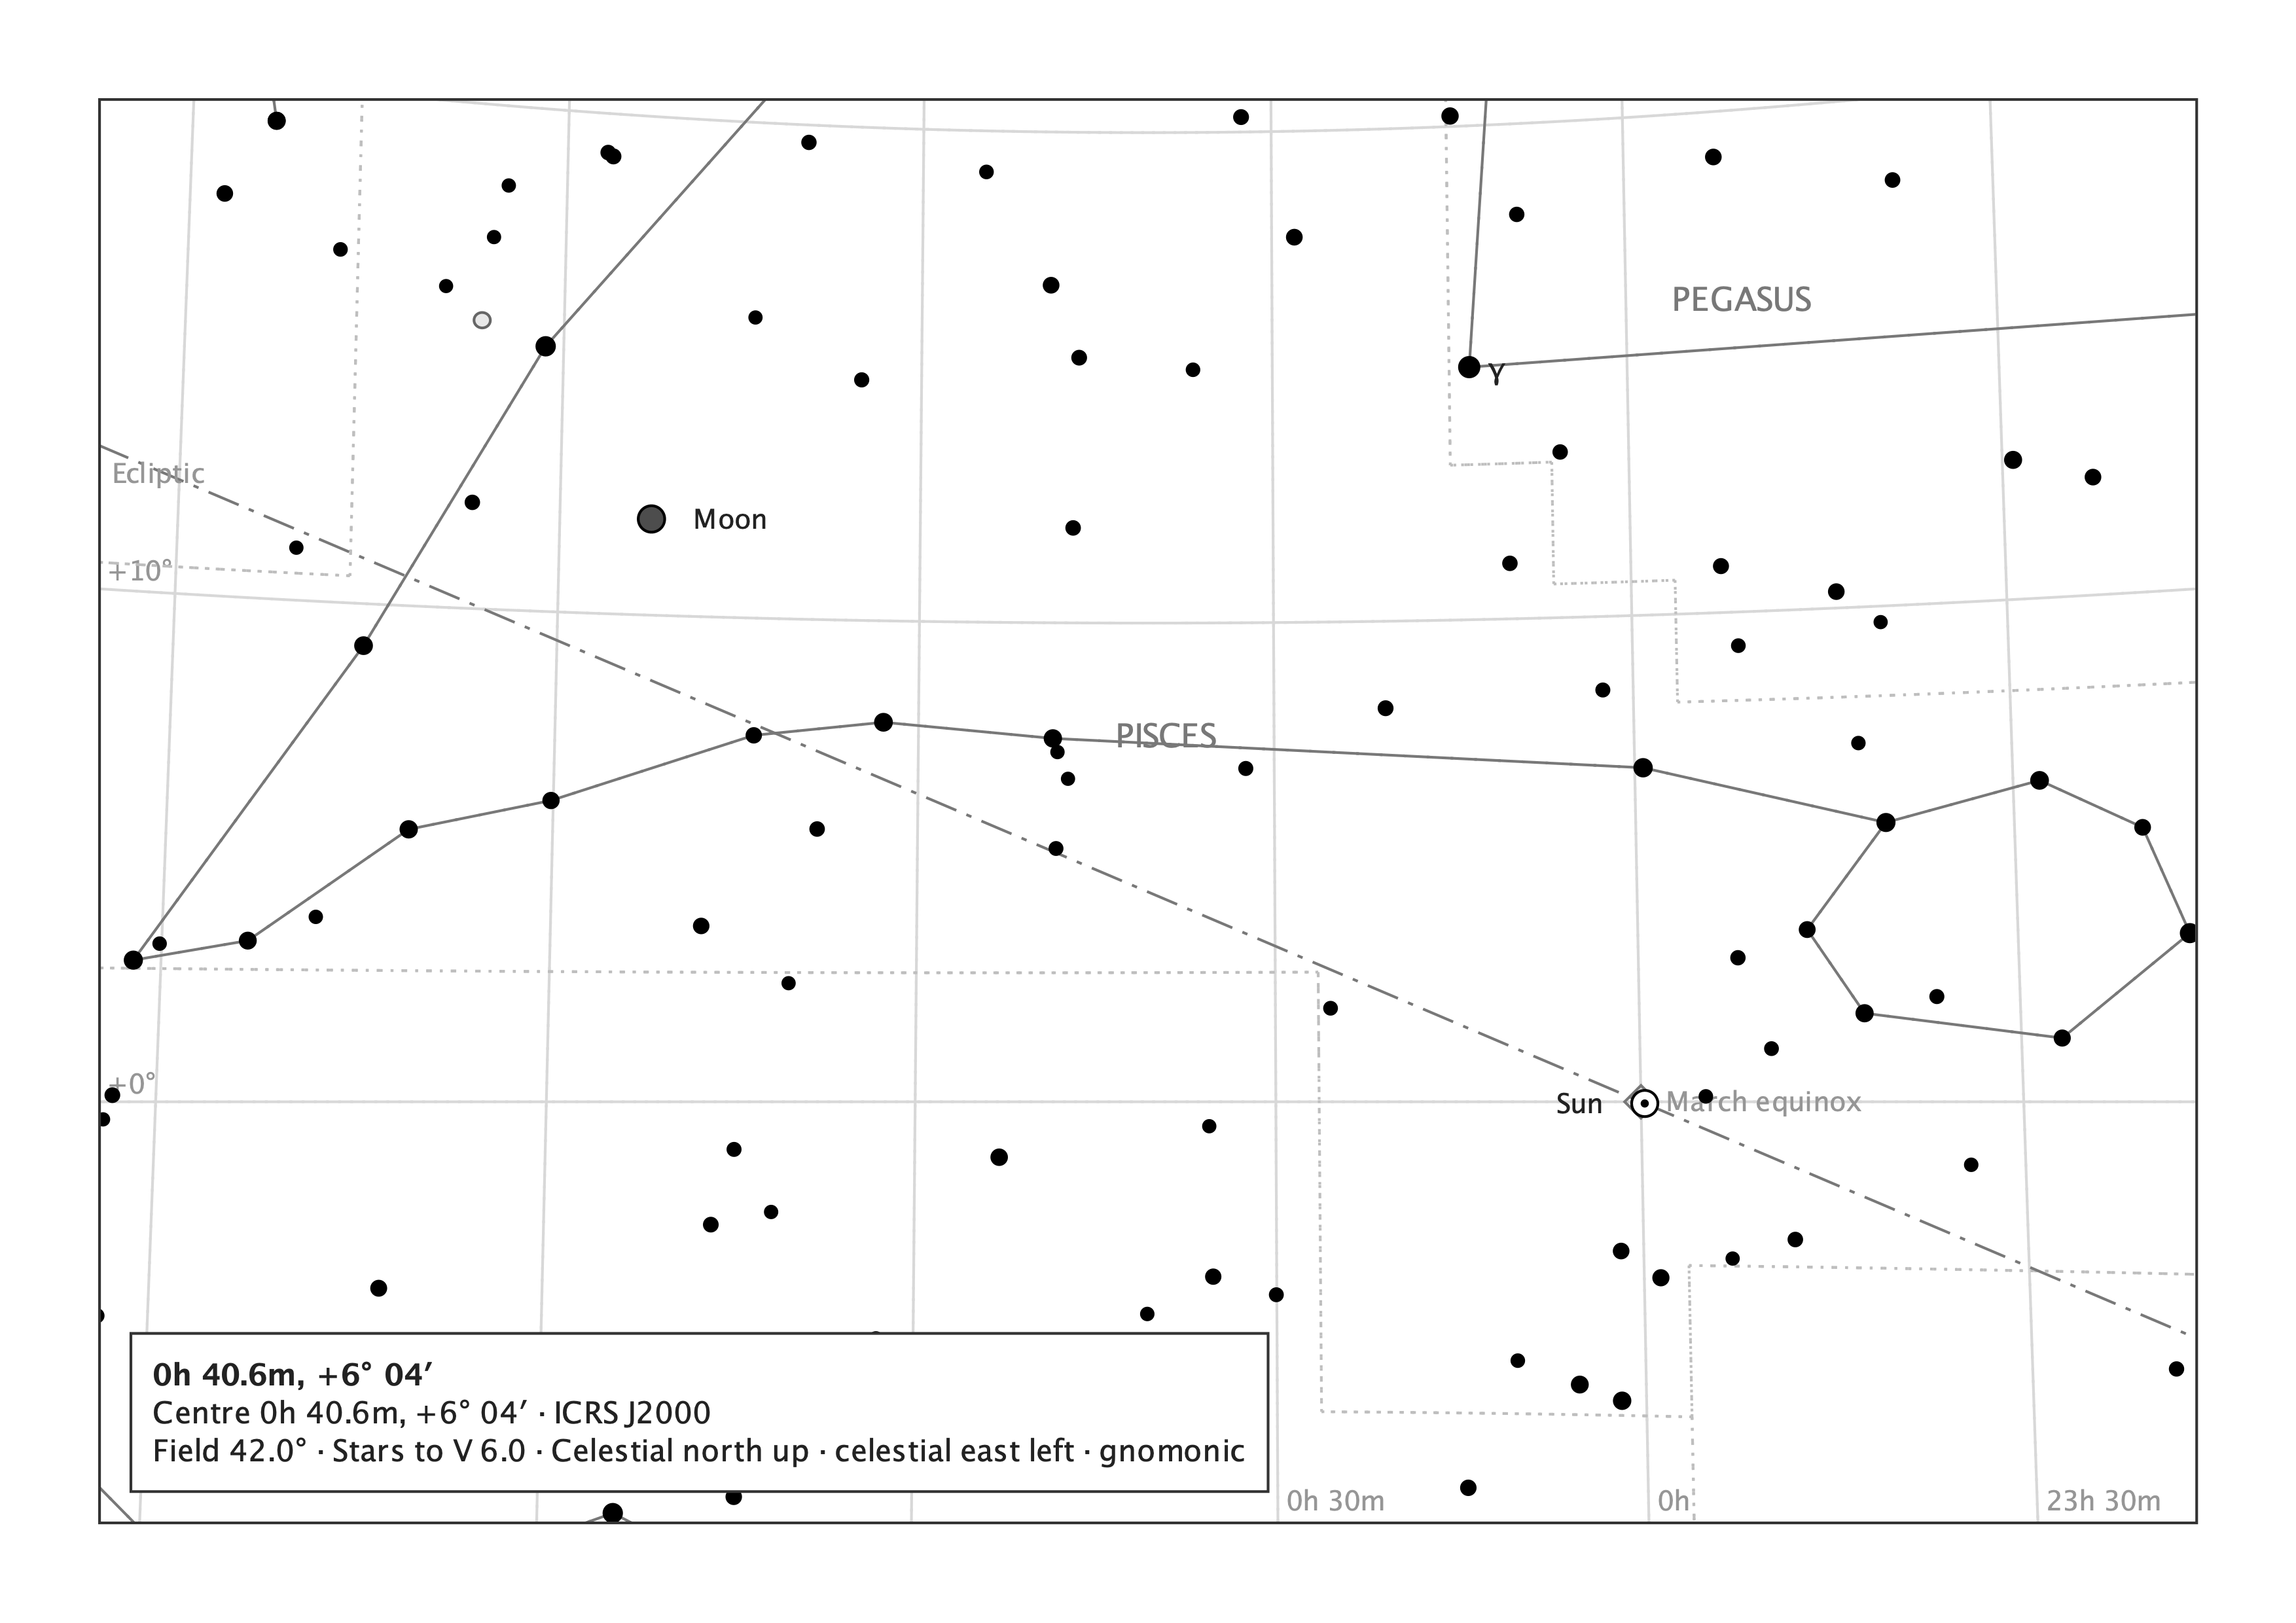 PEGASUS
γ
Ecliptic
Moon
+10°
PISCES
+0°
Sun
March equinox
0h 40.6m, +6° 04′
Centre 0h 40.6m, +6° 04′ · ICRS J2000
Field 42.0° · Stars to V 6.0 · Celestial north up · celestial east left · gnomonic
0h 30m
0h
23h 30m